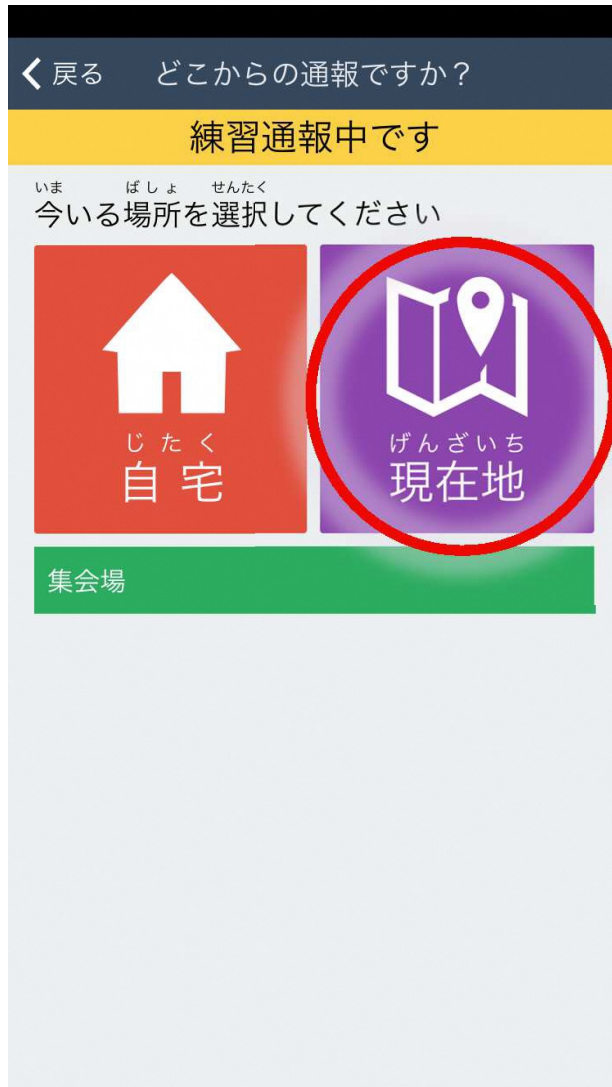 戻る どこからの通報ですか？
練習通報中です
いま ばしょ せんたく
今いる場所を選択してください
じたく
自宅
げんざいち
現在地
集会場